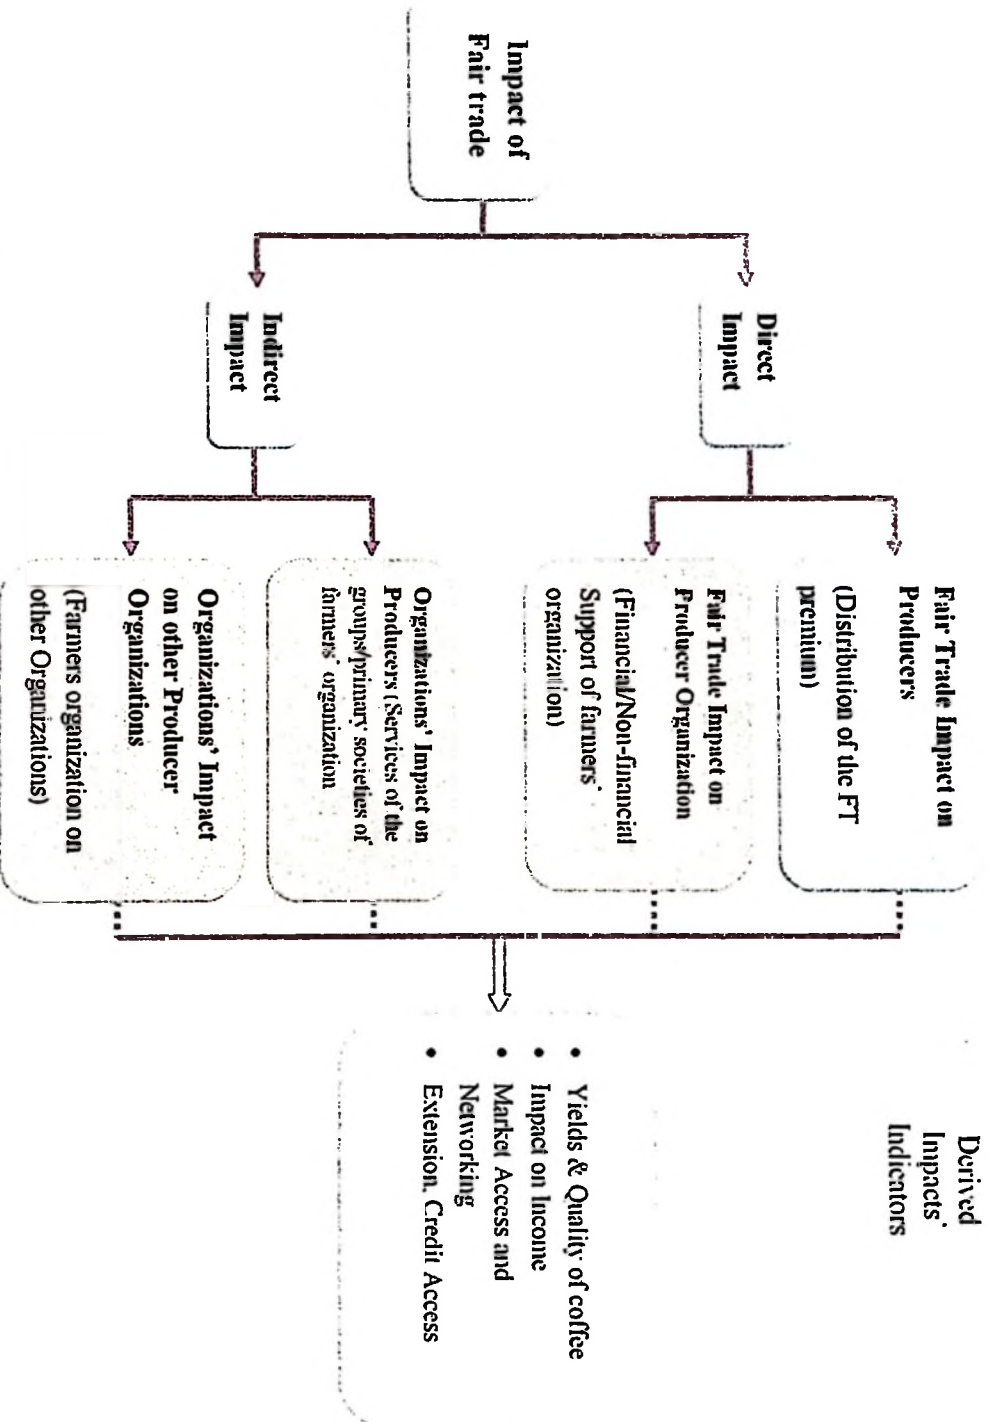 Impact of
Fair trade
Direct
Impact
Indirect
Impact
Fair Trade Impact on
Producers
(Distribution of the FT
premium)
Fair Trade Impact on
Producer Organization
(Financial/Non-financial
Support of farmers'
organization)
Organizations' Impact on
Producers (Services of the
groups/primary societies of
farmers' organization
Organizations' Impact
on other Producer
Organizations
(Farmers organization on
other Organizations)
Derived
Impacts'
Indicators
• Yields & Quality of coffee
• Impact on Income
• Market Access and
Networking
• Extension, Credit Access